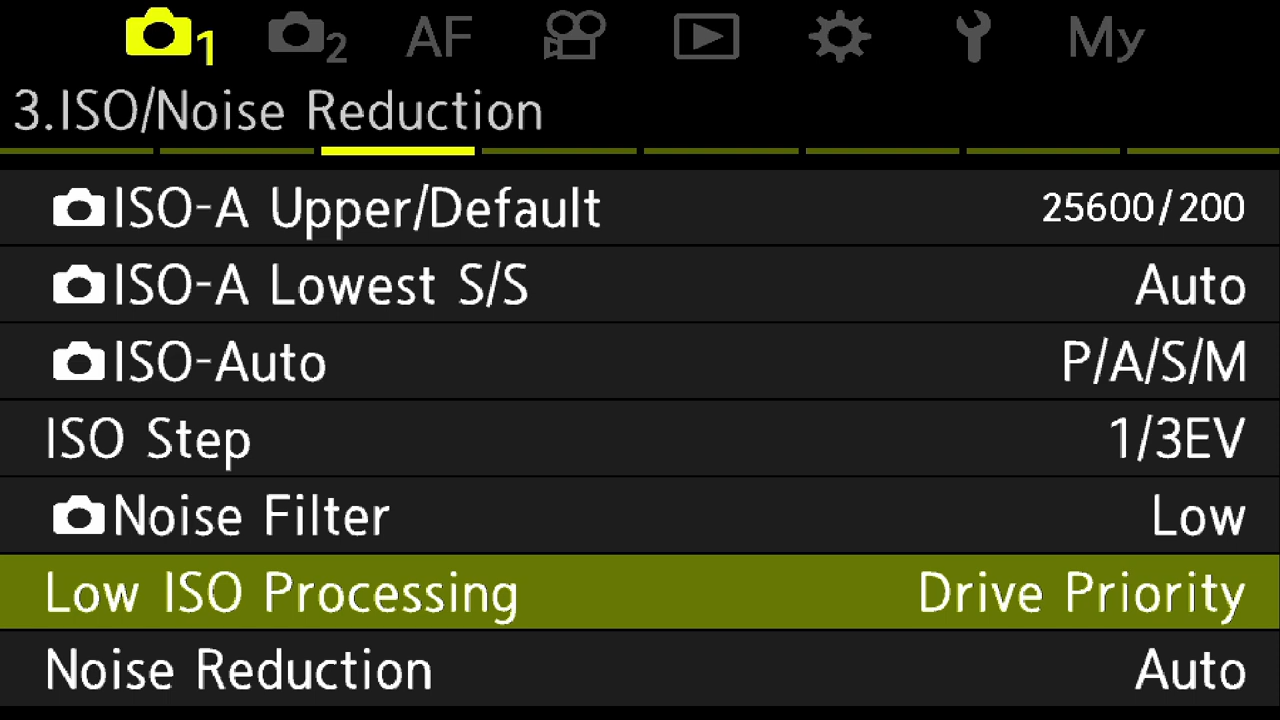 1 2 AF My
3.ISO/Noise Reduction
ISO-A Upper/Default 25600/200
ISO-A Lowest S/S Auto
ISO-Auto P/A/S/M
ISO Step 1/3EV
Noise Filter Low
Low ISO Processing Drive Priority
Noise Reduction Auto